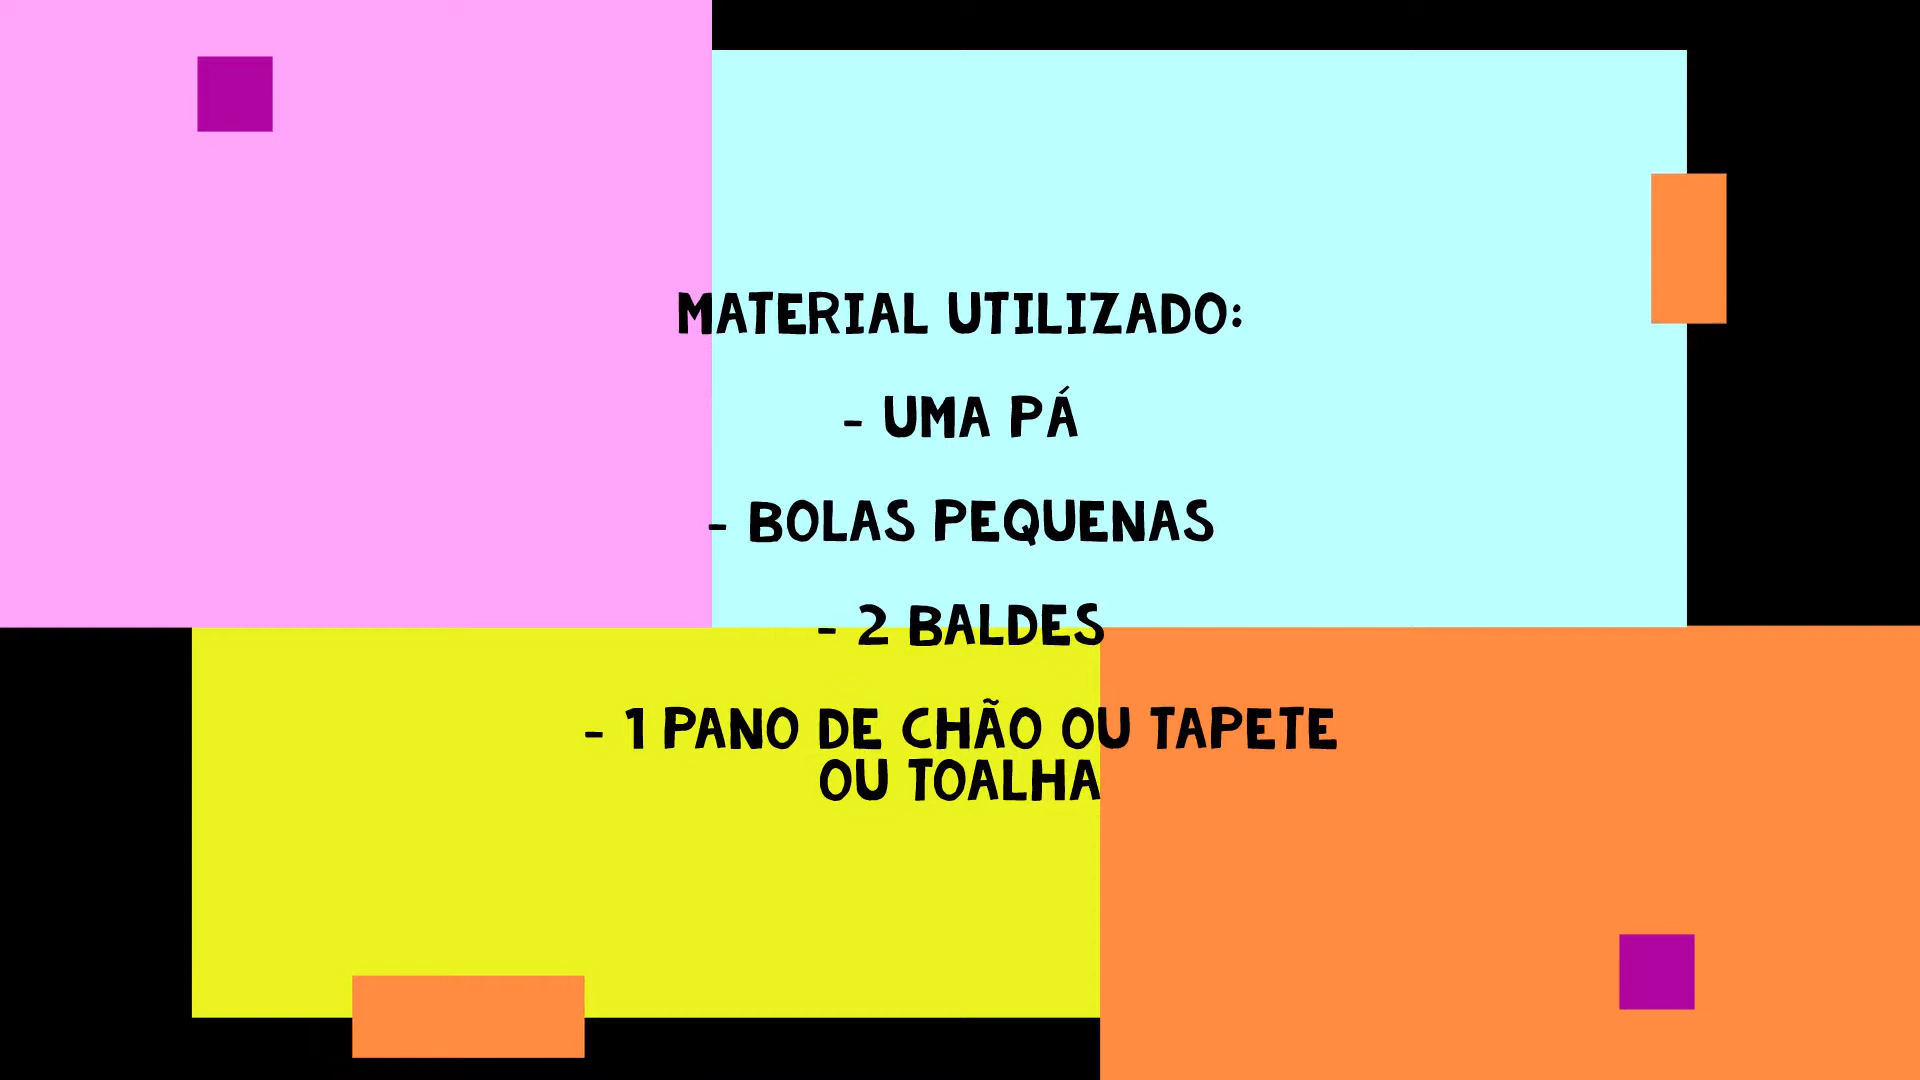 MATERIAL UTILIZADO:
- UMA PÁ
- BOLAS PEQUENAS
- 2 BALDES
- 1 PANO DE CHÃO OU TAPETE
OU TOALHA